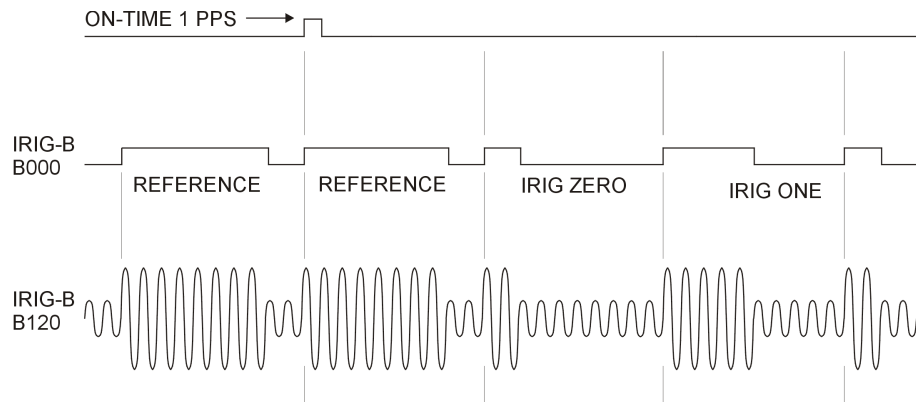 ON-TIME 1 PPS
IRIG-B
B000
REFERENCE
REFERENCE
IRIG ZERO
IRIG ONE
IRIG-B
B120